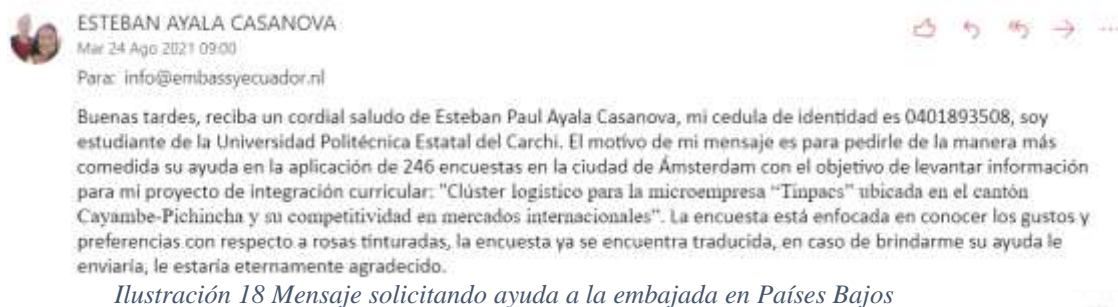 ESTEBAN AYALA CASANOVA
Mar 24 Ago 2021 09:00
Para: info@embassyecuador.nl
Buenas tardes, reciba un cordial saludo de Esteban Paul Ayala Casanova, mi cedula de identidad es 0401893508, soy
estudiante de la Universidad Politécnica Estatal del Carchi. El motivo de mi mensaje es para pedirle de la manera más
comedida su ayuda en la aplicación de 246 encuestas en la ciudad de Ámsterdam con el objetivo de levantar información
para mi proyecto de integración curricular: "Clúster logístico para la microempresa “Tinpacs” ubicada en el cantón
Cayambe-Pichincha y su competitividad en mercados internacionales”. La encuesta está enfocada en conocer los gustos y
preferencias con respecto a rosas tinturadas, la encuesta ya se encuentra traducida, en caso de brindarme su ayuda le
enviaría, le estaría eternamente agradecido.
Ilustración 18 Mensaje solicitando ayuda a la embajada en Países Bajos